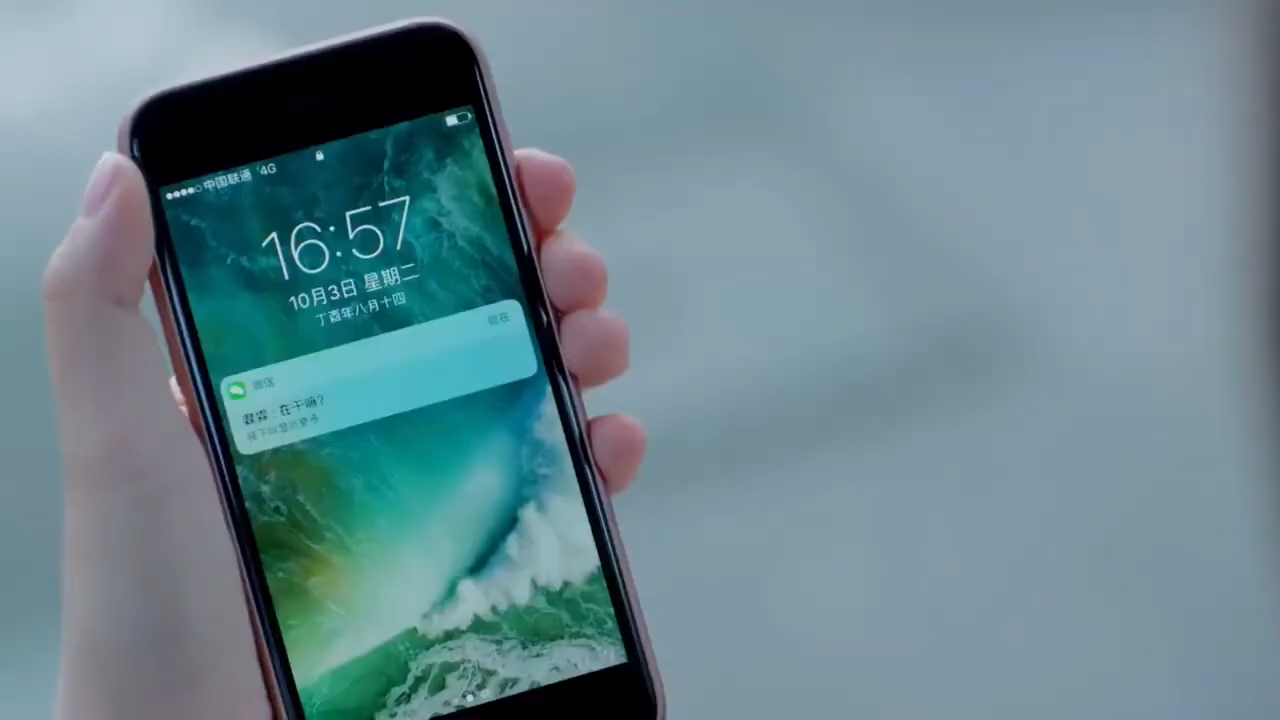 中国联通 4G
16:57
10月3日 星期二
丁酉年八月十四
现在
微信
: 在干嘛?